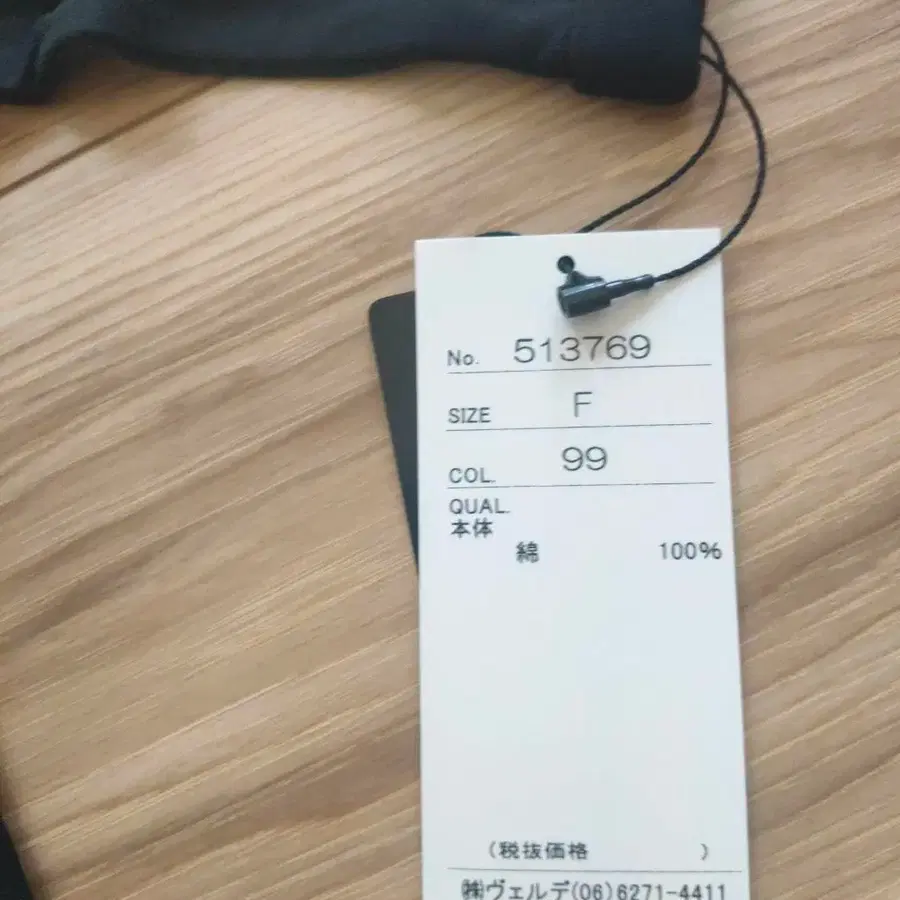 No. 513769
SIZE F
COL. 99
QUAL.
本体
綿 100%
(税抜価格 )
㈱ヴェルデ(06)6271-4411